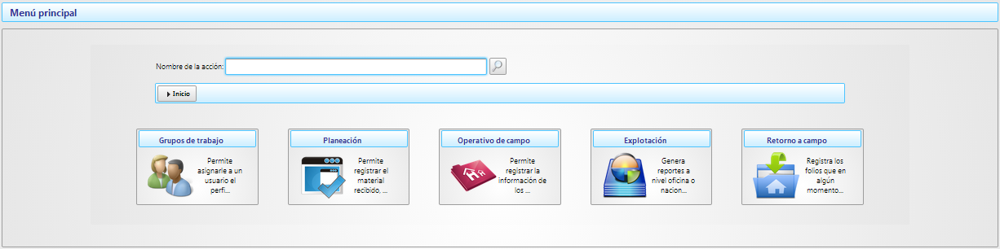 Menú principal
Nombre de la acción:
Inicio
Grupos de trabajo
Permite
asignarle a un
usuario el
perfi...
Planeación
Permite
registrar el
material
recibido, ...
Operativo de campo
Permite
registrar la
información de
los ...
Explotación
Genera
reportes a
nivel oficina o
nacion...
Retorno a campo
Registra los
folios que en
algún
momento...